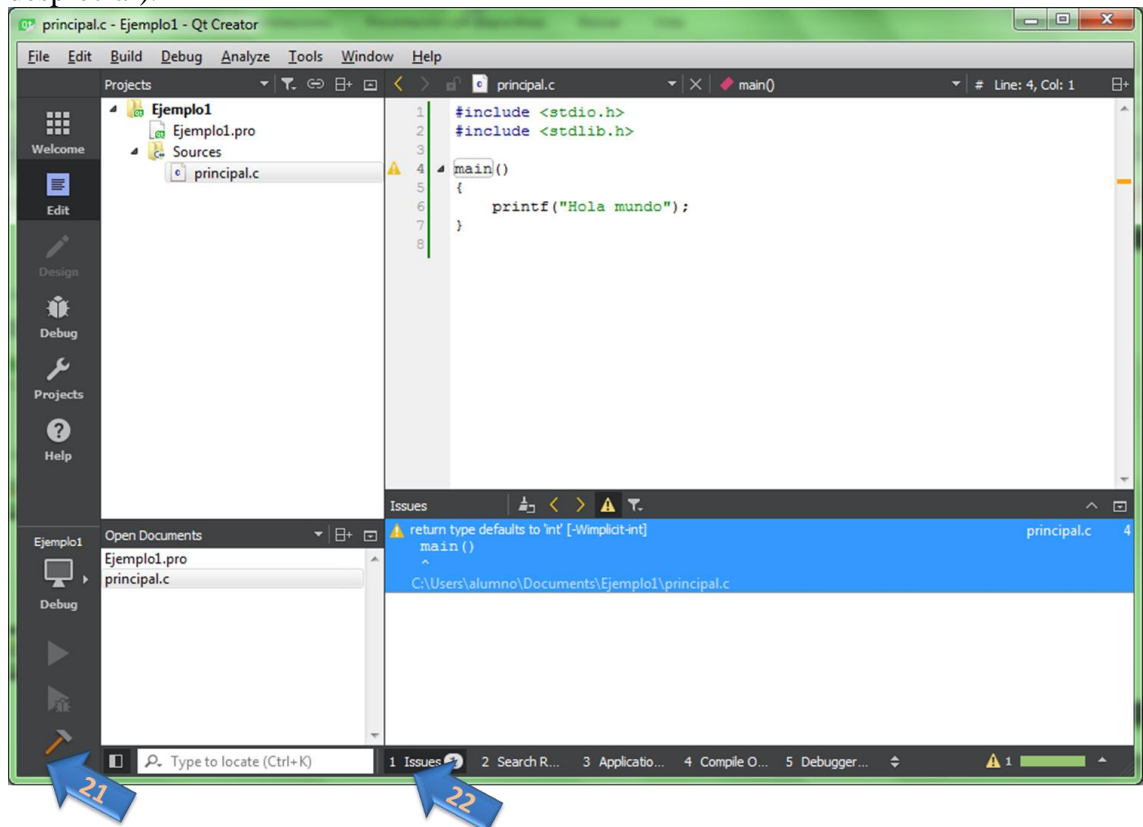 principal.c - Ejemplo1 - Qt Creator
File Edit Build Debug Analyze Tools Window Help
Projects
principal.c
main()
# Line: 4, Col: 1
Welcome
Edit
Design
Debug
Projects
Help
Ejemplo1
Ejemplo1.pro
Sources
principal.c
1 #include <stdio.h>
2 #include <stdlib.h>
3
4 main()
5 {
6 printf("Hola mundo");
7 }
8
Issues
return type defaults to 'int' [-Wimplicit-int] principal.c 4
main()
^
C:\Users\alumno\Documents\Ejemplo1\principal.c
Ejemplo1
Debug
Open Documents
Ejemplo1.pro
principal.c
Type to locate (Ctrl+K)
1 Issues 2 Search R... 3 Applicatio... 4 Compile O... 5 Debugger... 1
21
22